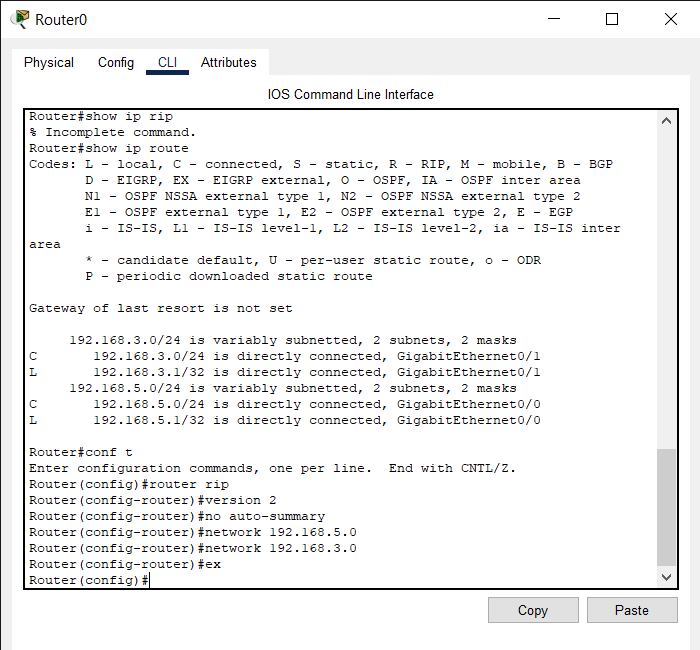 Router0
Physical Config CLI Attributes
IOS Command Line Interface
Router#show ip rip
% Incomplete command.
Router#show ip route
Codes: L - local, C - connected, S - static, R - RIP, M - mobile, B - BGP
D - EIGRP, EX - EIGRP external, O - OSPF, IA - OSPF inter area
N1 - OSPF NSSA external type 1, N2 - OSPF NSSA external type 2
E1 - OSPF external type 1, E2 - OSPF external type 2, E - EGP
i - IS-IS, L1 - IS-IS level-1, L2 - IS-IS level-2, ia - IS-IS inter
area
* - candidate default, U - per-user static route, o - ODR
P - periodic downloaded static route
Gateway of last resort is not set
192.168.3.0/24 is variably subnetted, 2 subnets, 2 masks
C 192.168.3.0/24 is directly connected, GigabitEthernet0/1
L 192.168.3.1/32 is directly connected, GigabitEthernet0/1
192.168.5.0/24 is variably subnetted, 2 subnets, 2 masks
C 192.168.5.0/24 is directly connected, GigabitEthernet0/0
L 192.168.5.1/32 is directly connected, GigabitEthernet0/0
Router#conf t
Enter configuration commands, one per line. End with CNTL/Z.
Router(config)#router rip
Router(config-router)#version 2
Router(config-router)#no auto-summary
Router(config-router)#network 192.168.5.0
Router(config-router)#network 192.168.3.0
Router(config-router)#ex
Router(config)#
Copy Paste